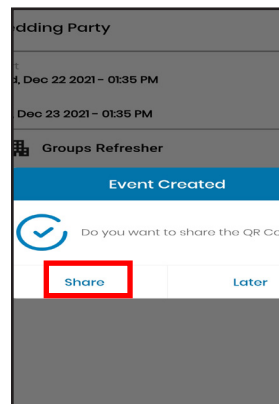 dding Party
rt
d, Dec 22 2021 - 01:35 PM
Dec 23 2021 - 01:35 PM
Groups Refresher
Event Created
Do you want to share the QR Co
Share
Later